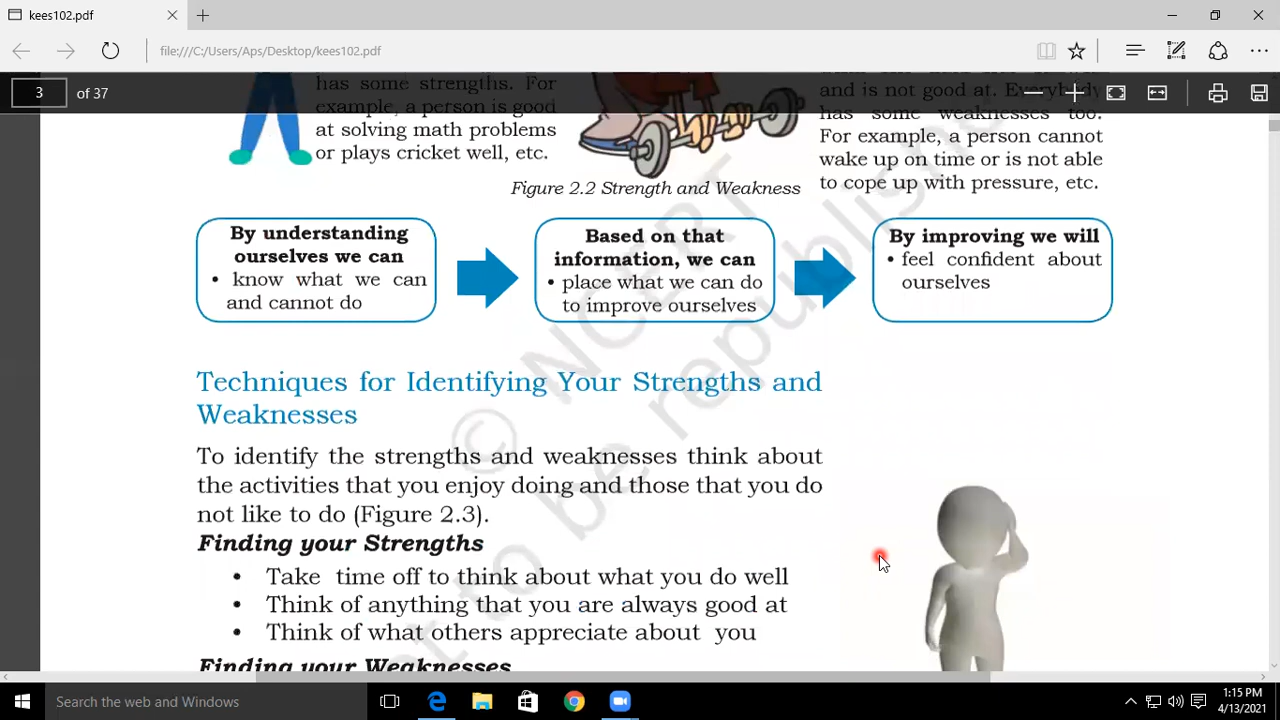 kees102.pdf
file:///C:/Users/Aps/Desktop/kees102.pdf
3 of 37
has some strengths. For
example, a person is good
at solving math problems
or plays cricket well, etc.
Figure 2.2 Strength and Weakness
and is not good at. Everybody
has some weaknesses too.
For example, a person cannot
wake up on time or is not able
to cope up with pressure, etc.
By understanding
ourselves we can
• know what we can
and cannot do
Based on that
information, we can
• place what we can do
to improve ourselves
By improving we will
• feel confident about
ourselves
Techniques for Identifying Your Strengths and
Weaknesses
To identify the strengths and weaknesses think about
the activities that you enjoy doing and those that you do
not like to do (Figure 2.3).
Finding your Strengths
• Take time off to think about what you do well
• Think of anything that you are always good at
• Think of what others appreciate about you
Finding your Weaknesses
© NCERT
not to be republished
Search the web and Windows
1:15 PM
4/13/2021